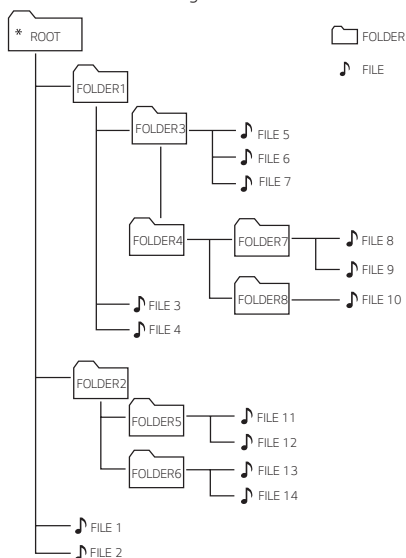 * ROOT
FOLDER
FILE
FOLDER1
FOLDER3
FILE 5
FILE 6
FILE 7
FOLDER4
FOLDER7
FILE 8
FILE 9
FOLDER8
FILE 10
FILE 3
FILE 4
FOLDER2
FOLDER5
FILE 11
FILE 12
FOLDER6
FILE 13
FILE 14
FILE 1
FILE 2